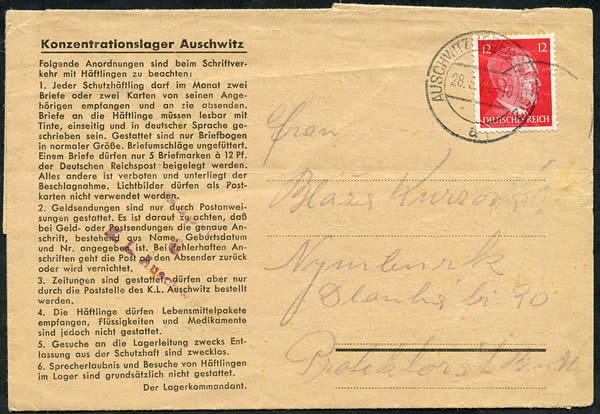 Konzentrationslager Auschwitz
Folgende Anordnungen sind beim Schriftver-
kehr mit Häftlingen zu beachten:
1. Jeder Schutzhäftling darf im Monat zwei
Briefe oder zwei Karten von seinen Ange-
hörigen empfangen und an sie absenden.
Briefe an die Häftlinge müssen lesbar mit
Tinte, einseitig und in deutscher Sprache ge-
schrieben sein. Gestattet sind nur Briefbogen
in normaler Größe. Briefumschläge ungefüttert.
Einem Briefe dürfen nur 5 Briefmarken à 12 Pf.
der Deutschen Reichspost beigelegt werden.
Alles andere ist verboten und unterliegt der
Beschlagnahme. Lichtbilder dürfen als Post-
karten nicht verwendet werden.
2. Geldsendungen sind nur durch Postanwei-
sungen gestattet. Es ist darauf zu achten, daß
bei Geld- oder Postsendungen die genaue An-
schrift, bestehend aus Name, Geburtsdatum
und Nr. angegeben ist. Bei fehlerhaften An-
schriften geht die Post an den Absender zurück
oder wird vernichtet.
3. Zeitungen sind gestattet, dürfen aber nur
durch die Poststelle des K.L. Auschwitz bestellt
werden.
4. Die Häftlinge dürfen Lebensmittelpakete
empfangen, Flüssigkeiten und Medikamente
sind jedoch nicht gestattet.
5. Gesuche an die Lagerleitung zwecks Ent-
lassung aus der Schutzhaft sind zwecklos.
6. Sprecherlaubnis und Besuche von Häftlingen
im Lager sind grundsätzlich nicht gestattet.
Der Lagerkommandant.
AUSCHWITZ
28.3.
a
12 12
DEUTSCHES REICH
90